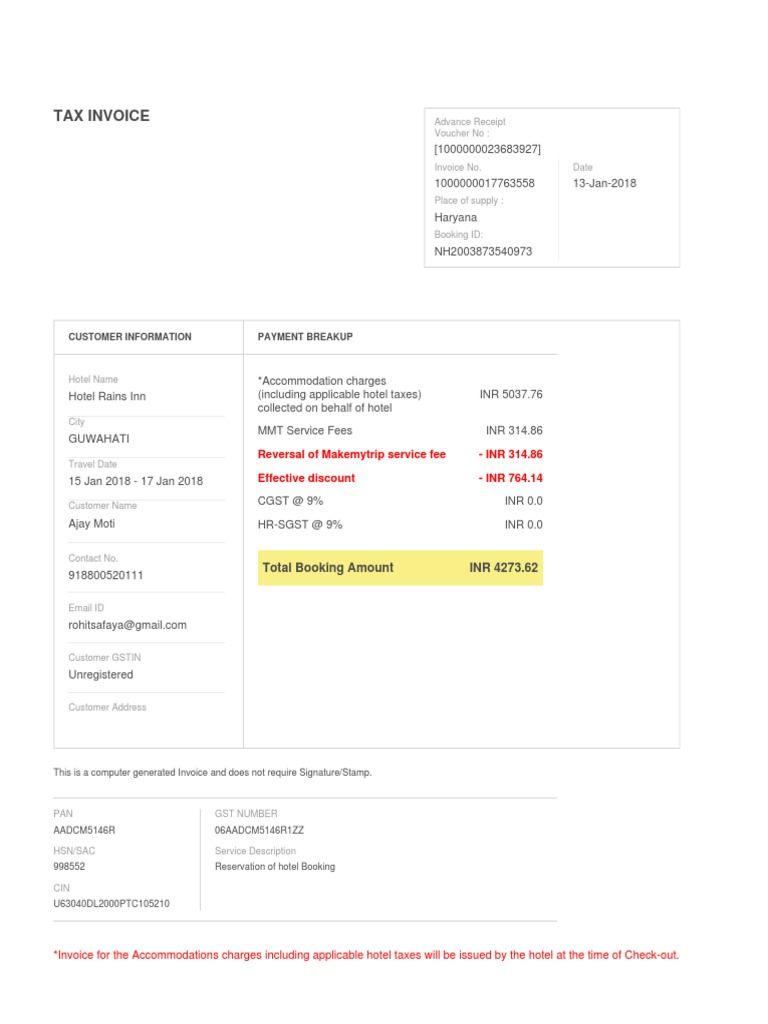 TAX INVOICE
Advance Receipt
Voucher No :
[1000000023683927]
Invoice No.
1000000017763558
Date
13-Jan-2018
Place of supply :
Haryana
Booking ID:
NH2003873540973
CUSTOMER INFORMATION
Hotel Name
Hotel Rains Inn
City
GUWAHATI
Travel Date
15 Jan 2018 - 17 Jan 2018
Customer Name
Ajay Moti
Contact No.
918800520111
Email ID
rohitsafaya@gmail.com
Customer GSTIN
Unregistered
Customer Address
PAYMENT BREAKUP
*Accommodation charges
(including applicable hotel taxes) INR 5037.76
collected on behalf of hotel
MMT Service Fees INR 314.86
Reversal of Makemytrip service fee - INR 314.86
Effective discount - INR 764.14
CGST @ 9% INR 0.0
HR-SGST @ 9% INR 0.0
Total Booking Amount INR 4273.62
This is a computer generated Invoice and does not require Signature/Stamp.
PAN
AADCM5146R
HSN/SAC
998552
CIN
U63040DL2000PTC105210
GST NUMBER
06AADCM5146R1ZZ
Service Description
Reservation of hotel Booking
*Invoice for the Accommodations charges including applicable hotel taxes will be issued by the hotel at the time of Check-out.